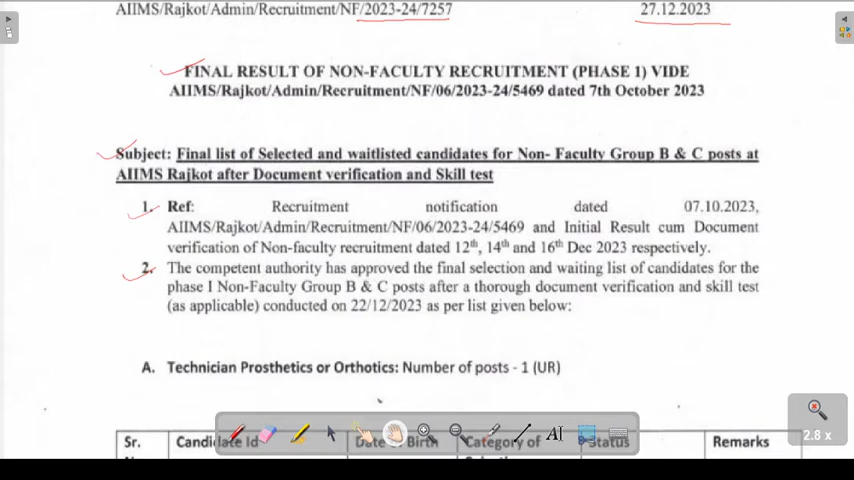 AIIMS/Rajkot/Admin/Recruitment/NF/2023-24/7257 27.12.2023
FINAL RESULT OF NON-FACULTY RECRUITMENT (PHASE 1) VIDE
AIIMS/Rajkot/Admin/Recruitment/NF/06/2023-24/5469 dated 7th October 2023
Subject: Final list of Selected and waitlisted candidates for Non- Faculty Group B & C posts at
AIIMS Rajkot after Document verification and Skill test
1. Ref: Recruitment notification dated 07.10.2023,
AIIMS/Rajkot/Admin/Recruitment/NF/06/2023-24/5469 and Initial Result cum Document
verification of Non-faculty recruitment dated 12th, 14th and 16th Dec 2023 respectively.
2. The competent authority has approved the final selection and waiting list of candidates for the
phase I Non-Faculty Group B & C posts after a thorough document verification and skill test
(as applicable) conducted on 22/12/2023 as per list given below:
A. Technician Prosthetics or Orthotics: Number of posts - 1 (UR)
Sr. Candidate Id Date of Birth Category of Status Remarks
2.8 x